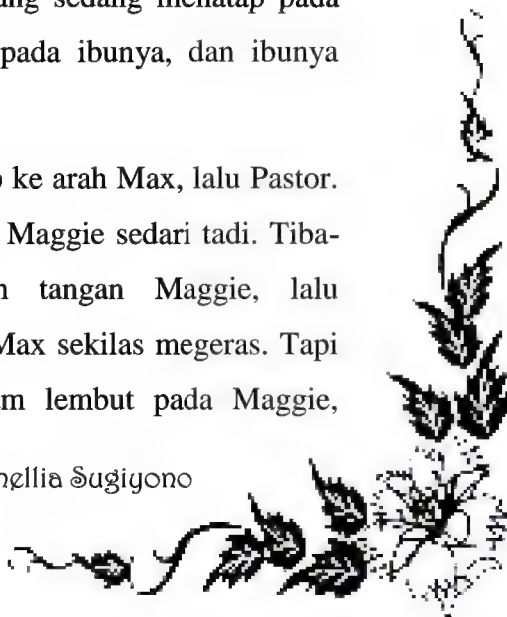 sedang menatap pada
pada ibunya, dan ibunya
ke arah Max, lalu Pastor.
Maggie sedari tadi. Tiba-
tangan Maggie, lalu
Max sekilas megeras. Tapi
lembut pada Maggie,
Sugiyono